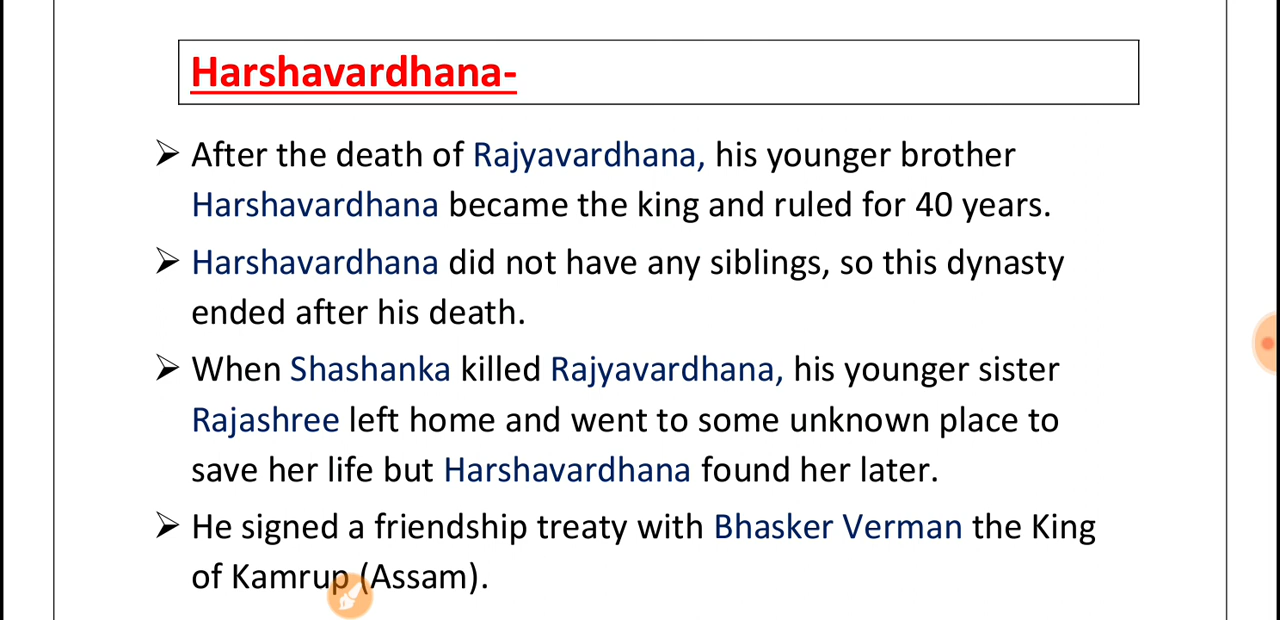 Harshavardhana-
➢ After the death of Rajyavardhana, his younger brother
Harshavardhana became the king and ruled for 40 years.
➢ Harshavardhana did not have any siblings, so this dynasty
ended after his death.
➢ When Shashanka killed Rajyavardhana, his younger sister
Rajashree left home and went to some unknown place to
save her life but Harshavardhana found her later.
➢ He signed a friendship treaty with Bhasker Verman the King
of Kamrup (Assam).